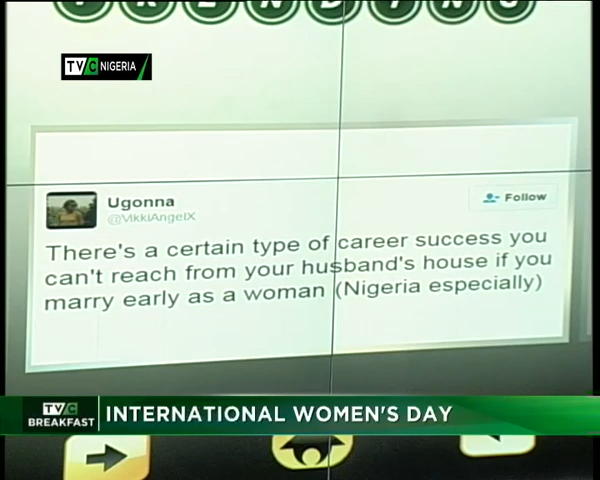 TRENDING
TVC NIGERIA
Ugonna
@VikkiAngelX
Follow
There's a certain type of career success you
can't reach from your husband's house if you
marry early as a woman (Nigeria especially)
TVC
BREAKFAST
INTERNATIONAL WOMEN'S DAY